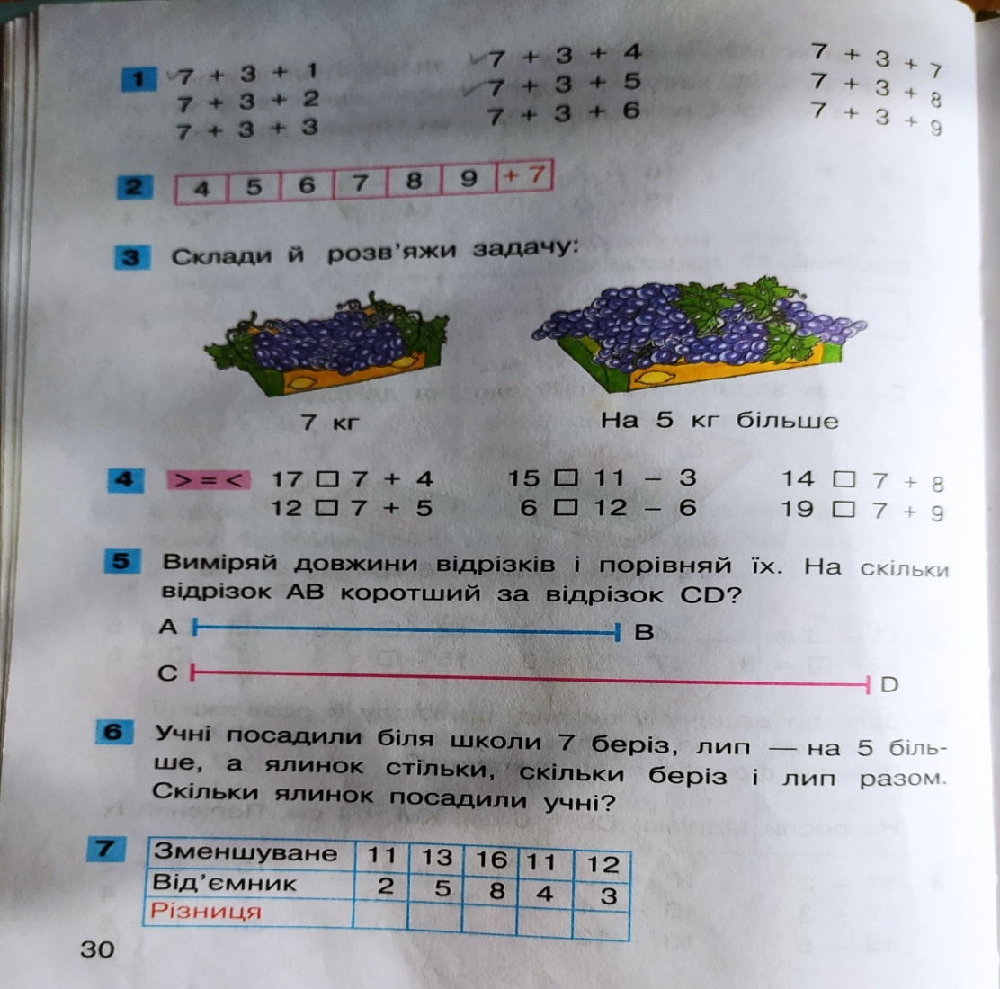 1 7 + 3 + 1 7 + 3 + 4 7 + 3 + 7
7 + 3 + 2 7 + 3 + 5 7 + 3 + 8
7 + 3 + 3 7 + 3 + 6 7 + 3 + 9
2 4 5 6 7 8 9 + 7
3 Склади й розв'яжи задачу:
7 кг На 5 кг більше
4 > = < 17 □ 7 + 4 15 □ 11 – 3 14 □ 7 + 8
12 □ 7 + 5 6 □ 12 – 6 19 □ 7 + 9
5 Виміряй довжини відрізків і порівняй їх. На скільки
відрізок АВ коротший за відрізок CD?
A B
C D
6 Учні посадили біля школи 7 беріз, лип — на 5 біль-
ше, а ялинок стільки, скільки беріз і лип разом.
Скільки ялинок посадили учні?
7 Зменшуване 11 13 16 11 12
Від'ємник 2 5 8 4 3
Різниця
30